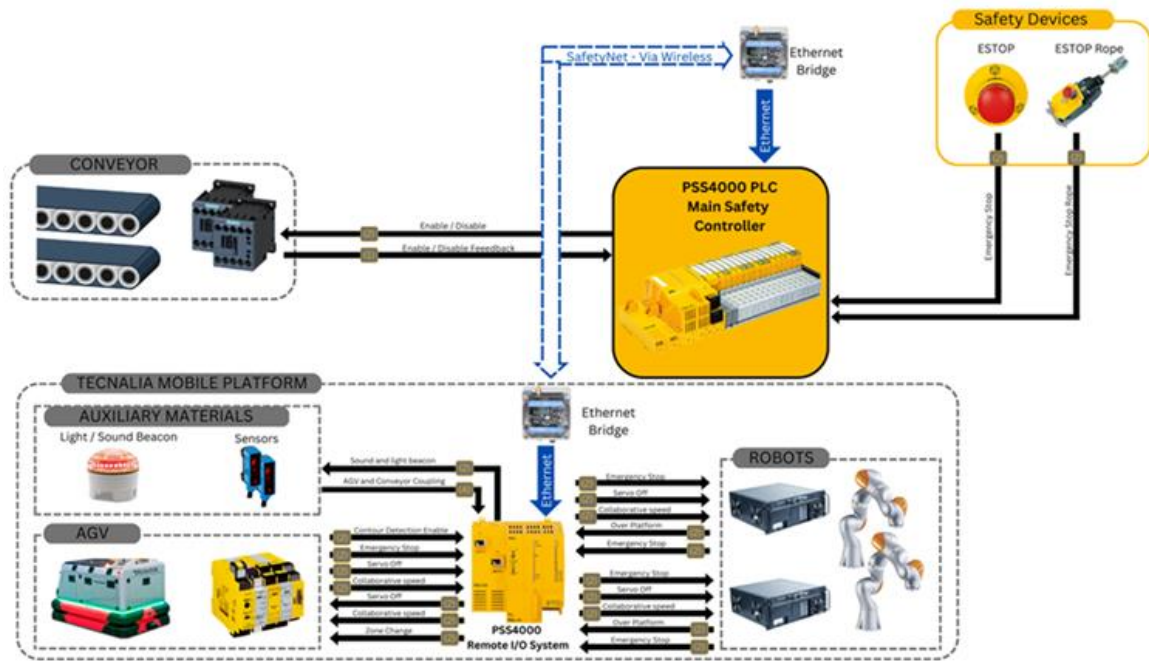 Safety Devices
ESTOP
ESTOP Rope
Ethernet
Bridge
SafetyNet - Via Wireless
Ethernet
Emergency Stop
Emergency Stop Rope
CONVEYOR
Enable / Disable
Enable / Disable Feeedback
PSS4000 PLC
Main Safety
Controller
TECNALIA MOBILE PLATFORM
AUXILIARY MATERIALS
Light / Sound Beacon
Sensors
Sound and light beacon
AGV and Conveyor Coupling
Ethernet
Bridge
Ethernet
AGV
Contour Detection Enable
Emergency Stop
Servo Off
Collaborative speed
Servo Off
Collaborative speed
Zone Change
PSS4000
Remote I/O System
ROBOTS
Emergency Stop
Servo Off
Collaborative speed
Over Platform
Emergency Stop
Emergency Stop
Servo Off
Collaborative speed
Over Platform
Emergency Stop